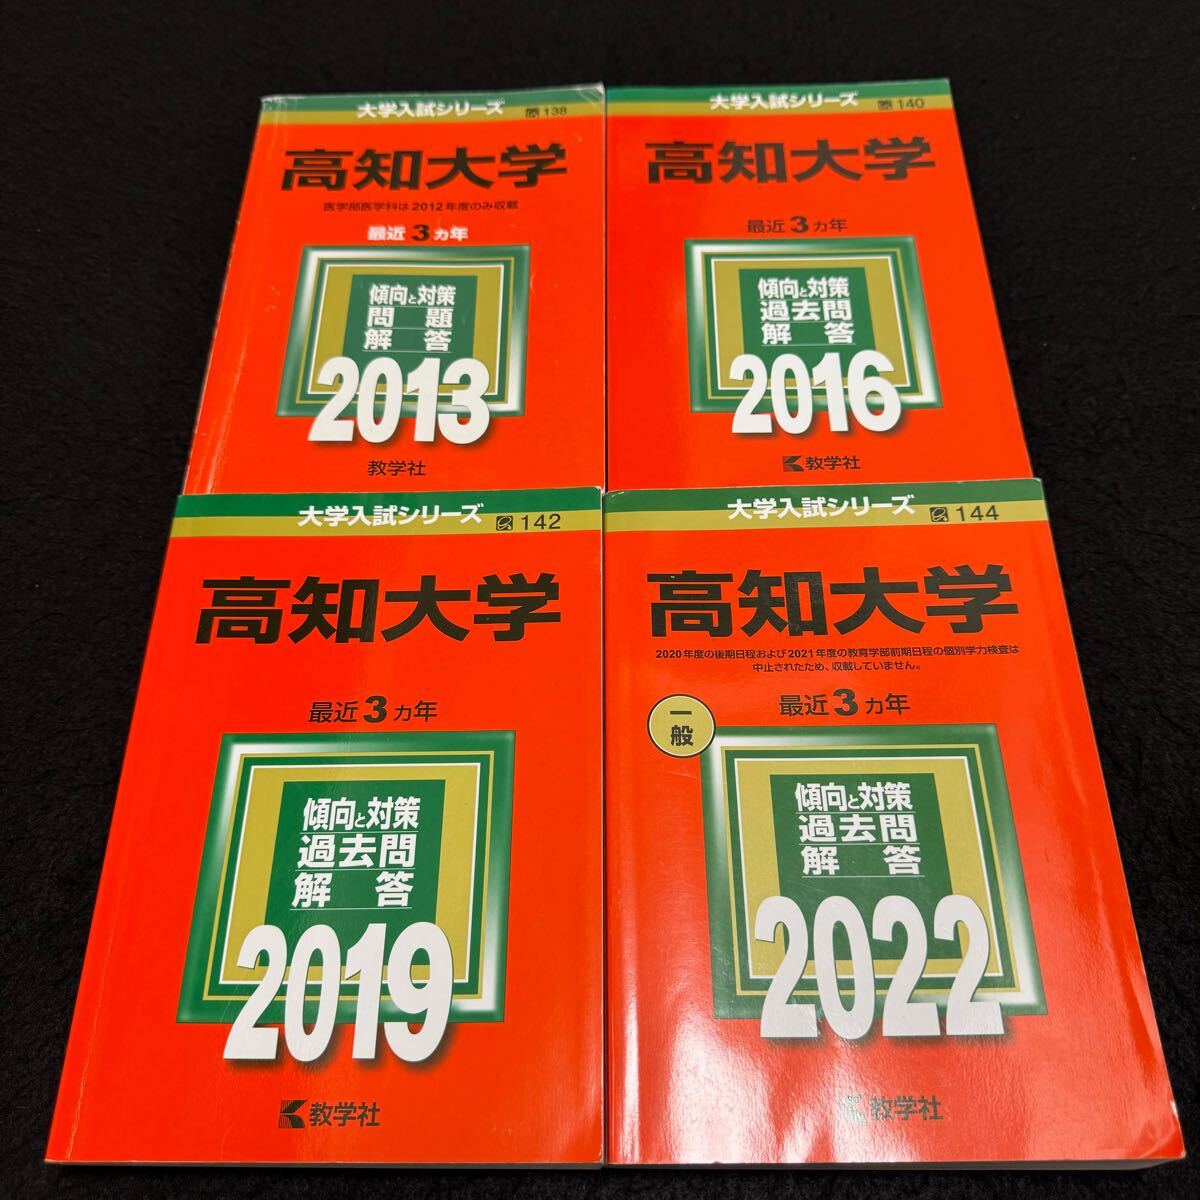 大学入試シリーズ
138
高知大学
医学部医学科は2012年度のみ収載
最近3ヵ年
傾向と対策
問題
解答
2013
教学社
大学入試シリーズ
140
高知大学
最近3ヵ年
傾向と対策
過去問
解答
2016
教学社
大学入試シリーズ
142
高知大学
最近3ヵ年
傾向と対策
過去問
解答
2019
教学社
大学入試シリーズ
144
高知大学
2020年度の後期日程および2021年度の教育学部前期日程の個別学力検査は
中止されたため、収載していません。
最近3ヵ年
一般
傾向と対策
過去問
解答
2022
教学社